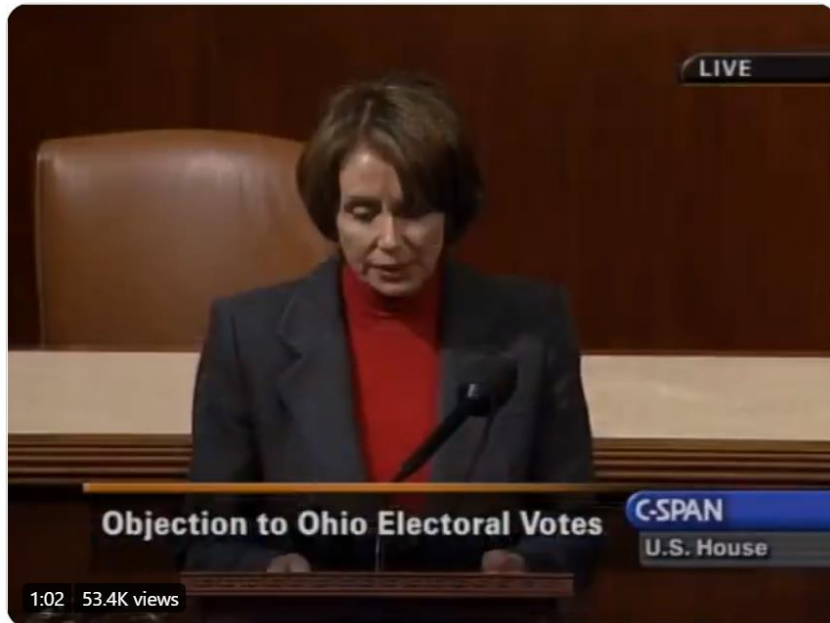 LIVE
Objection to Ohio Electoral Votes
C-SPAN
U.S. House
1:02 53.4K views